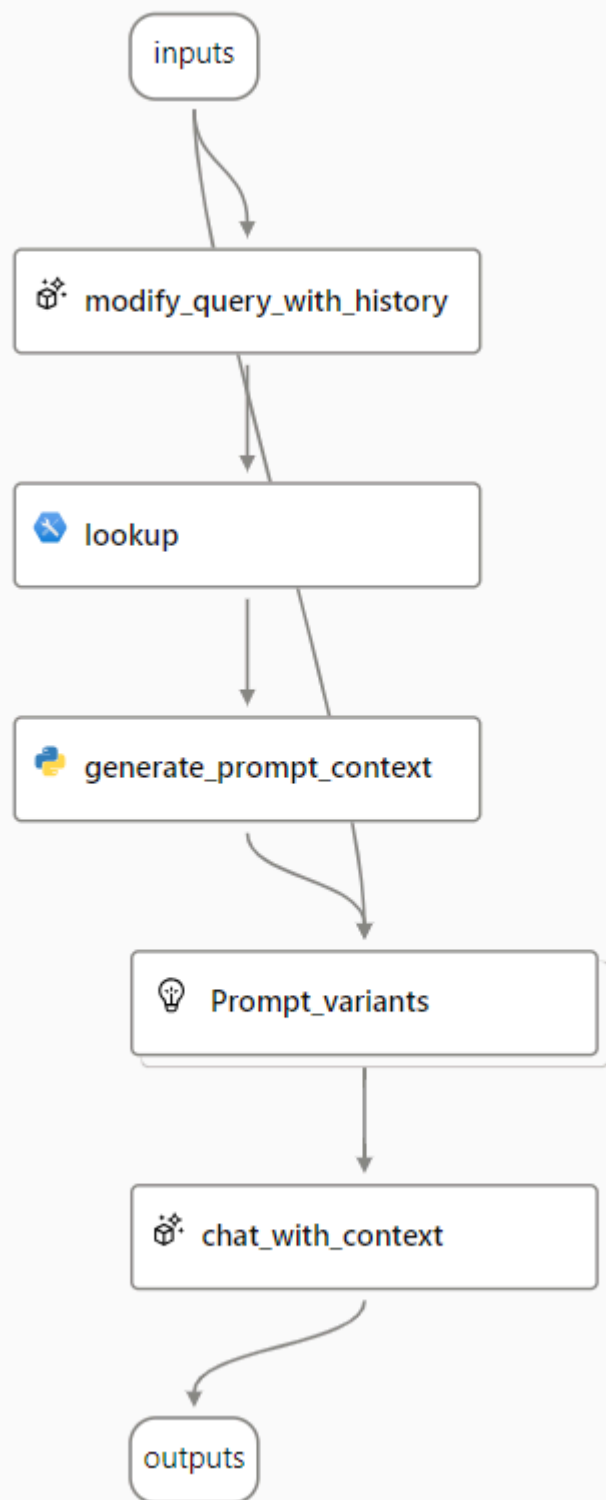 inputs
modify_query_with_history
lookup
generate_prompt_context
Prompt_variants
chat_with_context
outputs